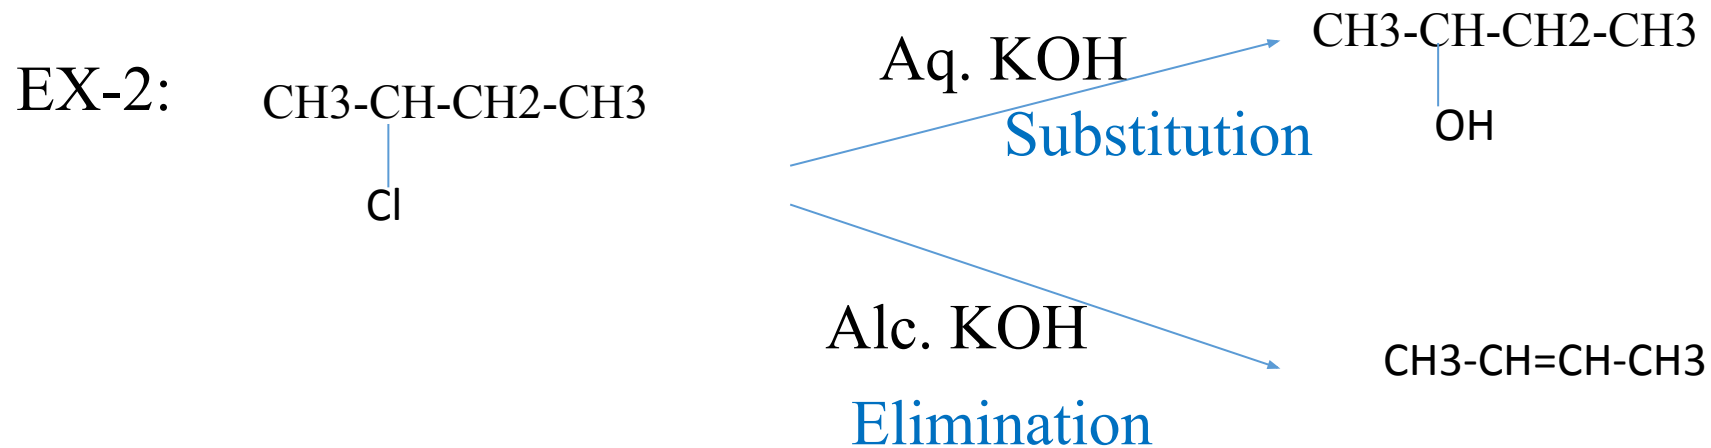 EX-2:
CH3-CH-CH2-CH3
Cl
Aq. KOH
Substitution
CH3-CH-CH2-CH3
OH
Alc. KOH
Elimination
CH3-CH=CH-CH3